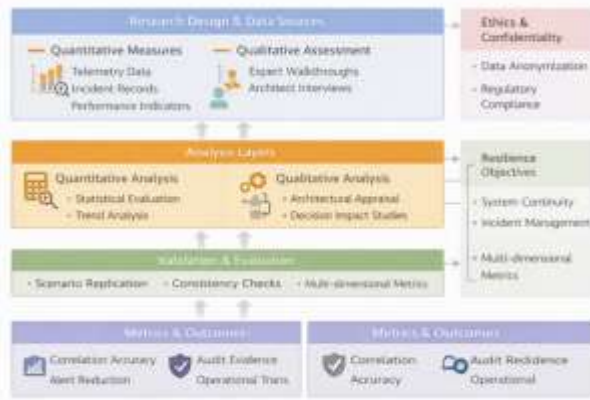 Research Design & Data Sources
Quantitative Measures
Telemetry Data
Incident Records
Performance Indicators
Qualitative Assessment
Expert Walkthroughs
Architect Interviews
Ethics &
Confidentiality
- Data Anonymization
- Regulatory
Compliance
Analysis Layers
Quantitative Analysis
• Statistical Evaluation
• Trend Analysis
Qualitative Analysis
• Architectural Appraisal
• Decision Impact Studies
Resilience
Objectives
• System Continuity
• Incident Management
• Multi-dimensional
Metrics
Validation & Evaluation
• Scenario Replication
• Consistency Checks
• Multi-dimensional Metrics
Metrics & Outcomes
Correlation
Alert Reduction
Audit Evidence
Operational Trans.
Metrics & Outcomes
Correlation
Accruracy
Audit
Operational